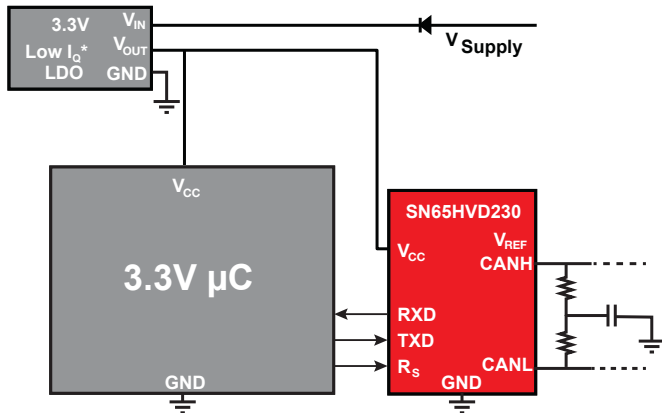 3.3V
Low IQ*
LDO
VIN
VOUT
GND
VSupply
VCC
3.3V µC
GND
SN65HVD230
VREF
VCC
CANH
RXD
TXD
RS
CANL
GND